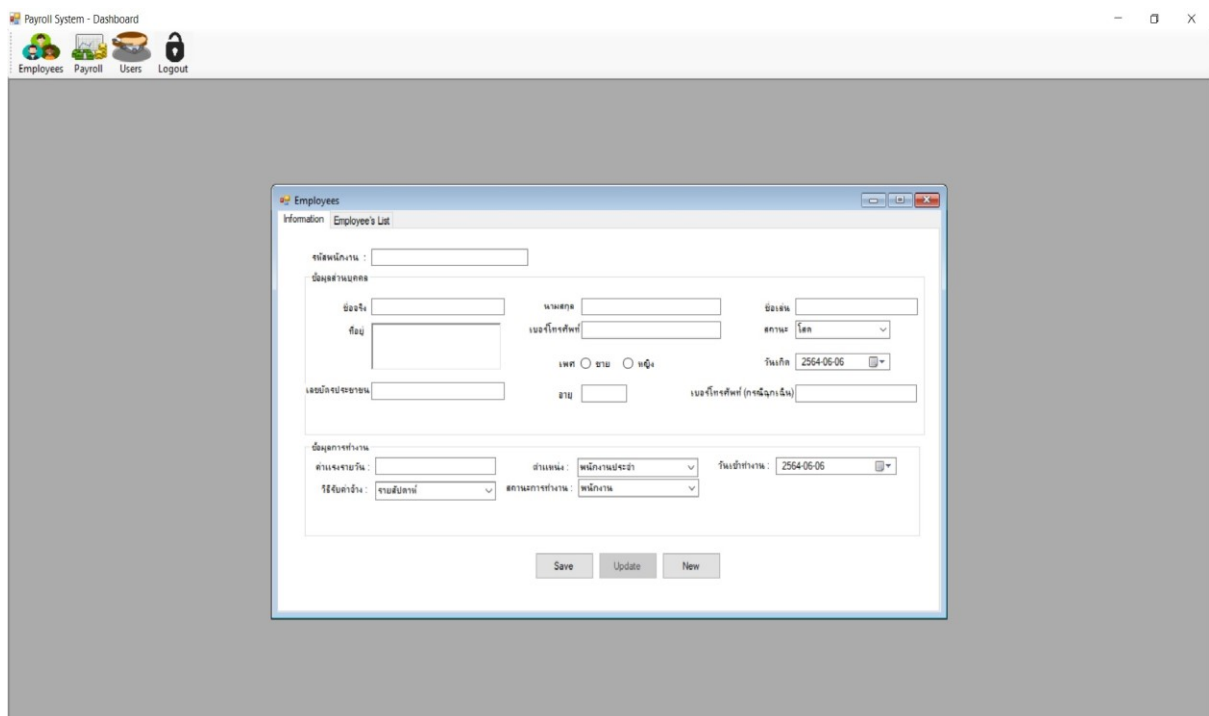 Payroll System - Dashboard
Employees Payroll Users Logout
Employees
Information Employee's List
รหัสพนักงาน :
ข้อมูลส่วนบุคคล
ชื่อจริง นามสกุล ชื่อเล่น
ที่อยู่ เบอร์โทรศัพท์ สถานะ โสด
เพศ ชาย หญิง วันเกิด 2564-06-06
เลขบัตรประชาชน อายุ เบอร์โทรศัพท์ (กรณีฉุกเฉิน)
ข้อมูลการทำงาน
ค่าแรงรายวัน : ตำแหน่ง : พนักงานประจำ วันเข้าทำงาน : 2564-06-06
วิธีรับค่าจ้าง : รายสัปดาห์ สถานะการทำงาน : พนักงาน
Save Update New